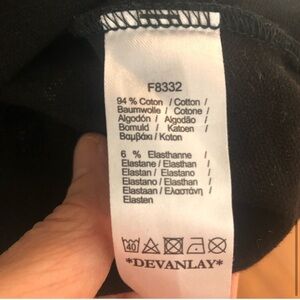 F8332
94 % Coton / Cotton /
Baumwolle / Cotone /
Algodón / Algodão /
Bomuld / Katoen /
Βαμβάκι / Koton
6 % Elasthanne /
Elastane / Elasthan /
Elastan / Elastano /
Elastano / Elasthan /
Elastaan / Ελαστάνη /
Elasten
40
*DEVANLAY*